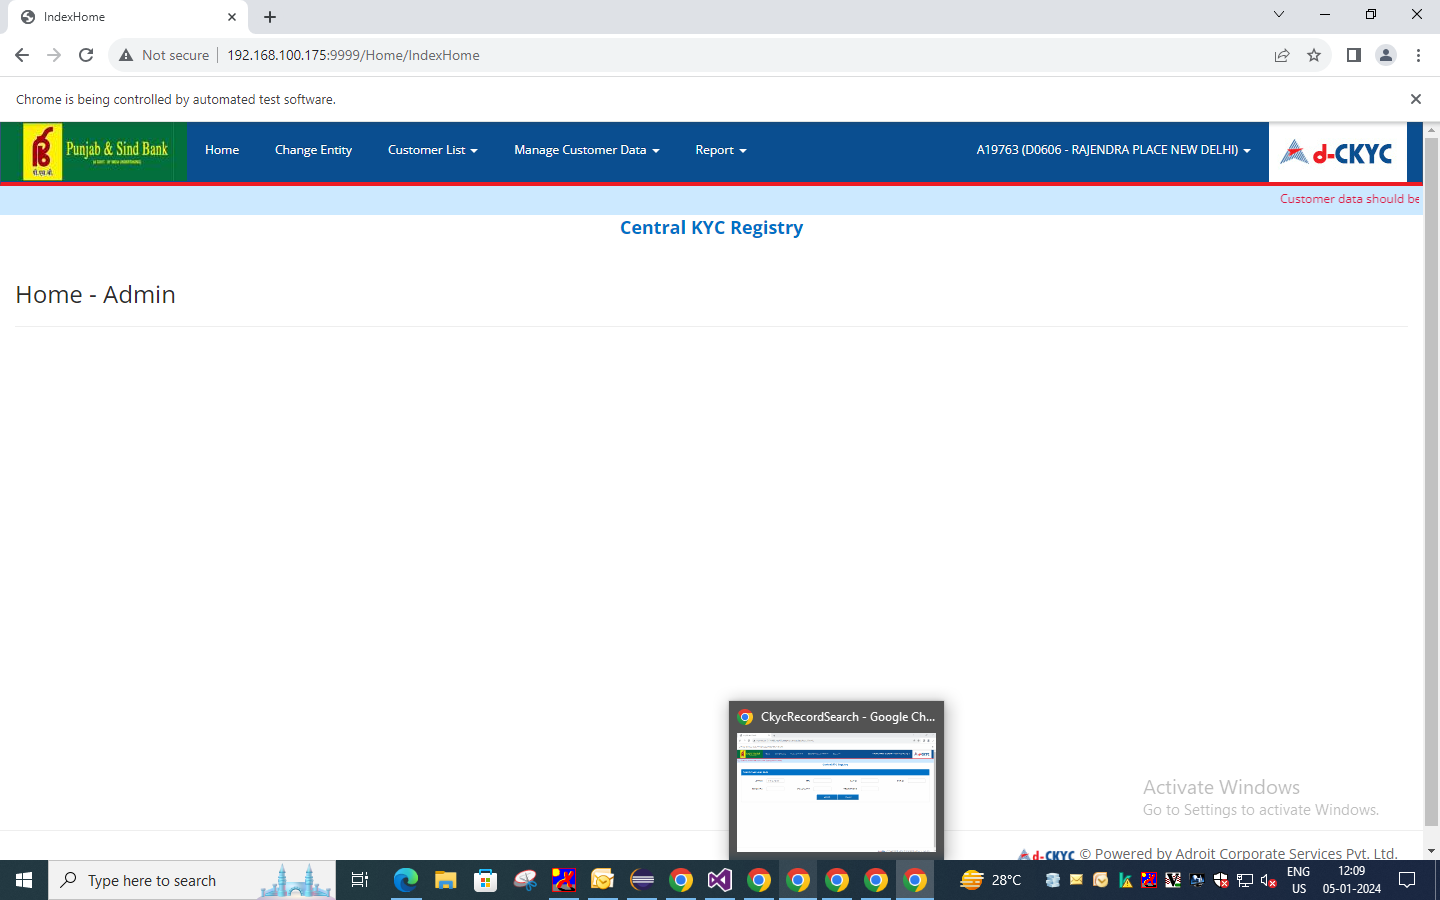 IndexHome
Not secure 192.168.100.175:9999/Home/IndexHome
Chrome is being controlled by automated test software.
Punjab & Sind Bank
पी.एस.बी.
Home Change Entity Customer List Manage Customer Data Report A19763 (D0606 - RAJENDRA PLACE NEW DELHI) d-CKYC
Customer data should be
Central KYC Registry
Home - Admin
CkycRecordSearch - Google Ch...
Activate Windows
Go to Settings to activate Windows.
d-CKYC © Powered by Adroit Corporate Services Pvt. Ltd.
Type here to search
28°C
ENG
US
12:09
05-01-2024